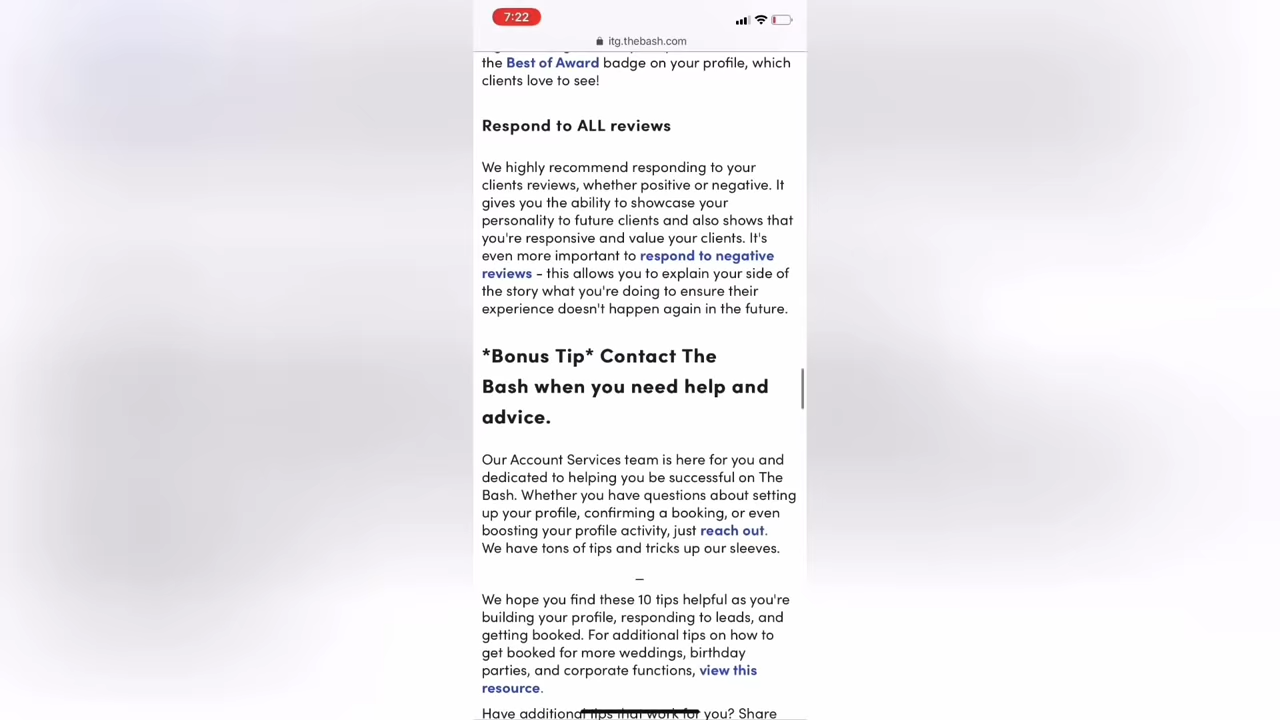 7:22
itg.thebash.com
the Best of Award badge on your profile, which
clients love to see!
Respond to ALL reviews
We highly recommend responding to your
clients reviews, whether positive or negative. It
gives you the ability to showcase your
personality to future clients and also shows that
you're responsive and value your clients. It's
even more important to respond to negative
reviews - this allows you to explain your side of
the story what you're doing to ensure their
experience doesn't happen again in the future.
*Bonus Tip* Contact The
Bash when you need help and
advice.
Our Account Services team is here for you and
dedicated to helping you be successful on The
Bash. Whether you have questions about setting
up your profile, confirming a booking, or even
boosting your profile activity, just reach out.
We have tons of tips and tricks up our sleeves.
–
We hope you find these 10 tips helpful as you're
building your profile, responding to leads, and
getting booked. For additional tips on how to
get booked for more weddings, birthday
parties, and corporate functions, view this
resource.
Have additional tips that work for you? Share